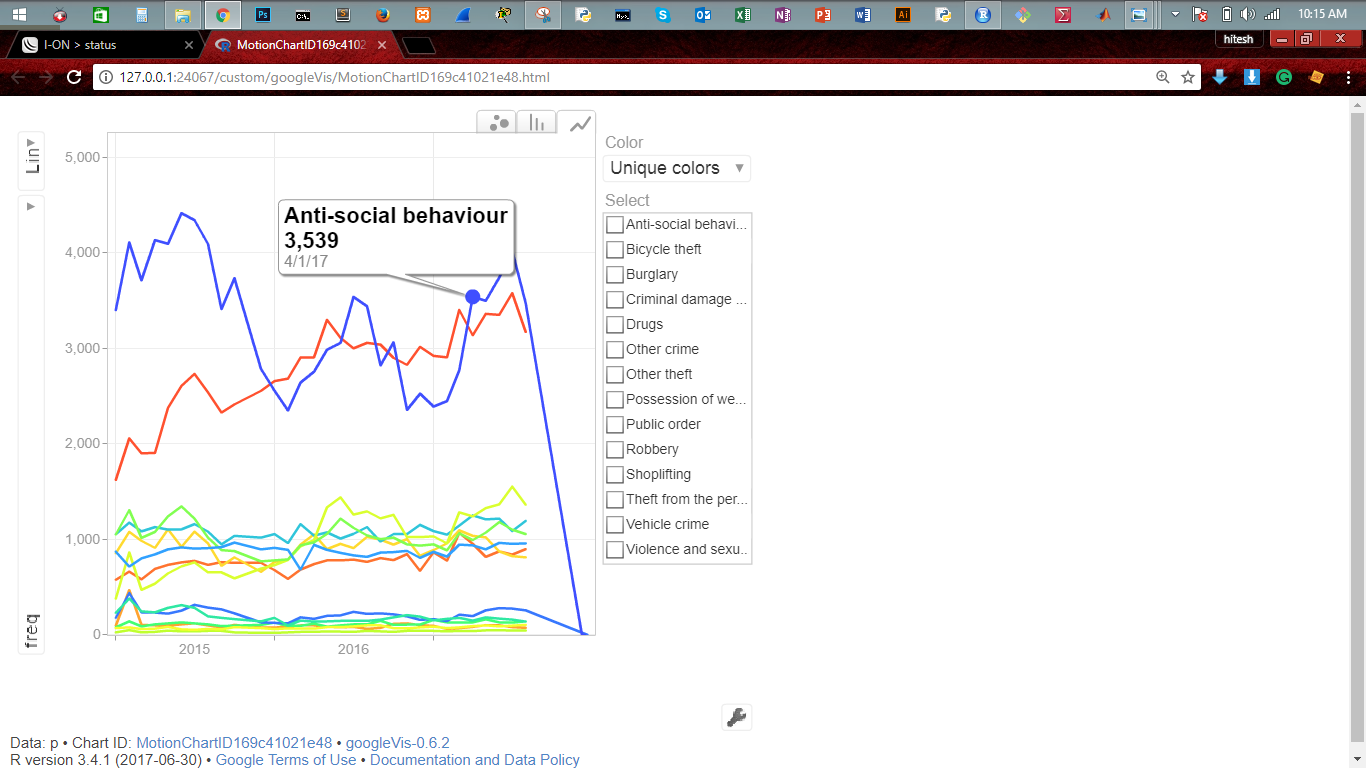 10:15 AM
I-ON > status
MotionChartID169c4102
hitesh
127.0.0.1:24067/custom/googleVis/MotionChartID169c41021e48.html
Lin
5,000
4,000
3,000
2,000
1,000
0
freq
2015
2016
Anti-social behaviour
3,539
4/1/17
Color
Unique colors
Select
Anti-social behavi...
Bicycle theft
Burglary
Criminal damage ...
Drugs
Other crime
Other theft
Possession of we...
Public order
Robbery
Shoplifting
Theft from the per...
Vehicle crime
Violence and sexu..
Data: p • Chart ID: MotionChartID169c41021e48 • googleVis-0.6.2
R version 3.4.1 (2017-06-30) • Google Terms of Use • Documentation and Data Policy